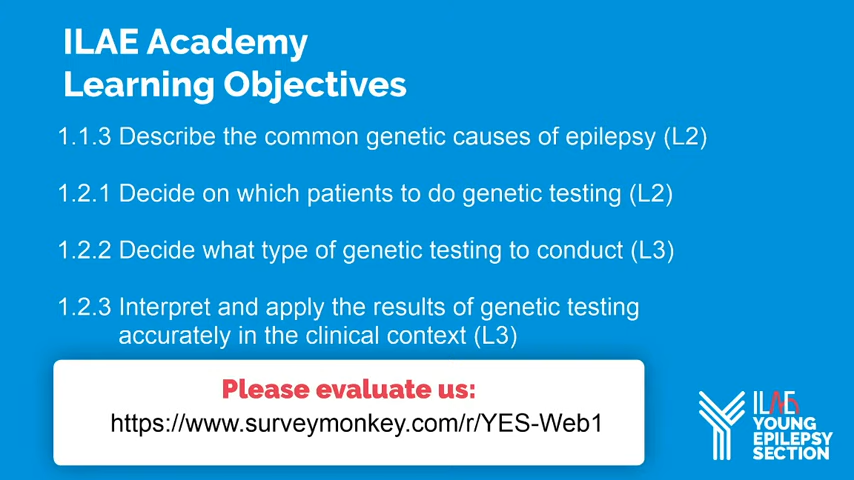 ILAE Academy
Learning Objectives
1.1.3 Describe the common genetic causes of epilepsy (L2)
1.2.1 Decide on which patients to do genetic testing (L2)
1.2.2 Decide what type of genetic testing to conduct (L3)
1.2.3 Interpret and apply the results of genetic testing
accurately in the clinical context (L3)
Please evaluate us:
https://www.surveymonkey.com/r/YES-Web1
ILAE
YOUNG
EPILEPSY
SECTION